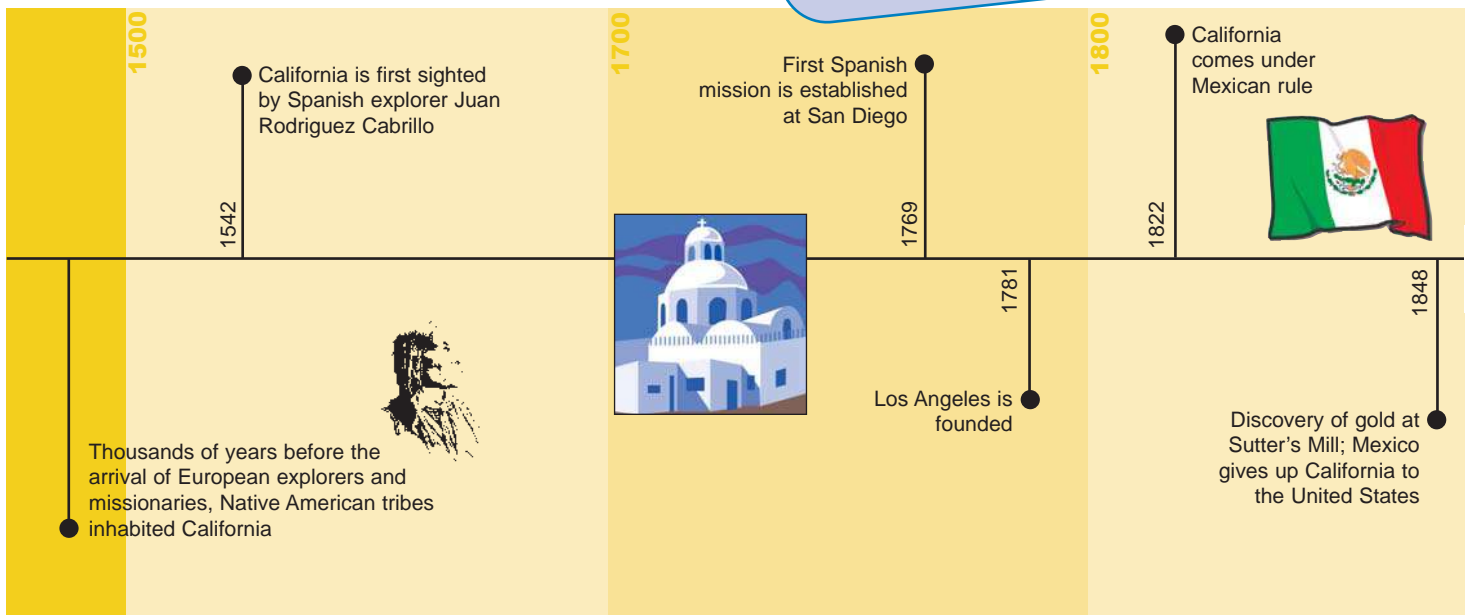 1500
1542
California is first sighted
by Spanish explorer Juan
Rodriguez Cabrillo
Thousands of years before the
arrival of European explorers and
missionaries, Native American tribes
inhabited California
1700
First Spanish
mission is established
at San Diego
1769
1781
Los Angeles is
founded
1800
California
comes under
Mexican rule
1822
1848
Discovery of gold at
Sutter's Mill; Mexico
gives up California to
the United States